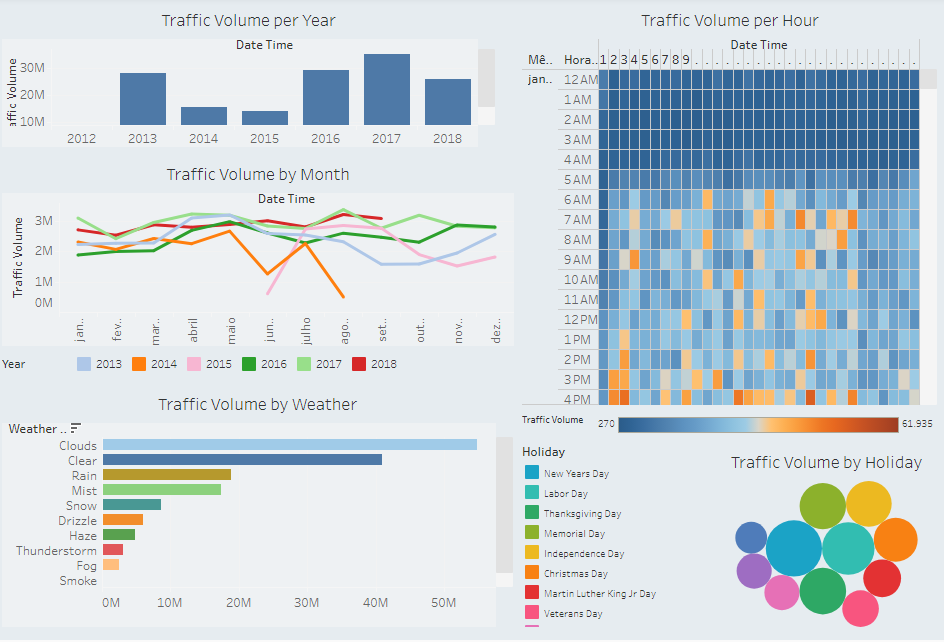 Traffic Volume per Year
Date Time
affic Volume
30M
20M
10M
2012 2013 2014 2015 2016 2017 2018
Traffic Volume by Month
Date Time
Traffic Volume
3M
2M
1M
0M
jan.. fev.. mar.. abril maio jun.. julho ago.. set.. out.. nov.. dez..
Year 2013 2014 2015 2016 2017 2018
Traffic Volume by Weather
Weather ..
Clouds
Clear
Rain
Mist
Snow
Drizzle
Haze
Thunderstorm
Fog
Smoke
0M 10M 20M 30M 40M 50M
Traffic Volume per Hour
Date Time
Mê.. Hora.. 1 2 3 4 5 6 7 8 9 . . . . . . . . . . . . . . . . . . . . . .
jan.. 12 AM
1 AM
2 AM
3 AM
4 AM
5 AM
6 AM
7 AM
8 AM
9 AM
10 AM
11 AM
12 PM
1 PM
2 PM
3 PM
4 PM
Traffic Volume 270 61.935
Holiday
New Years Day
Labor Day
Thanksgiving Day
Memorial Day
Independence Day
Christmas Day
Martin Luther King Jr Day
Veterans Day
Traffic Volume by Holiday